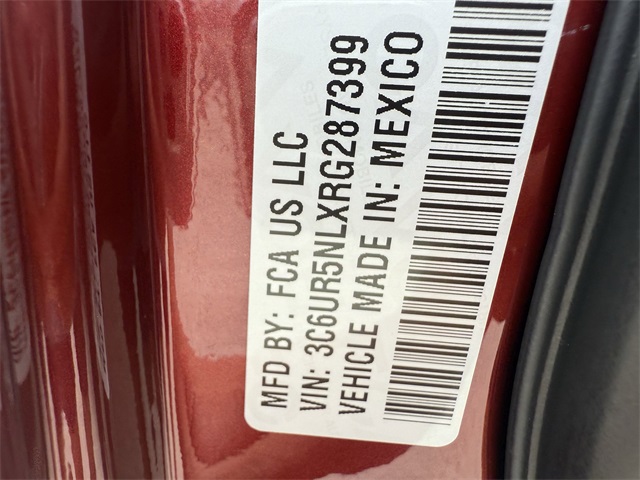 MFD BY: FCA US LLC
VIN: 3C6UR5NLXRG287399
VEHICLE MADE IN: MEXICO